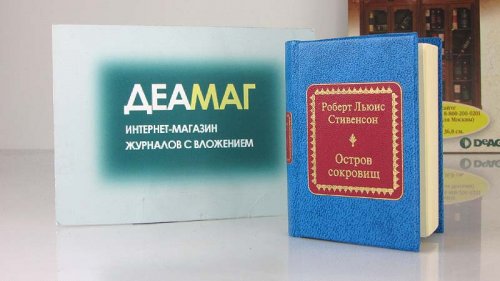 ДЕАМАГ
ИНТЕРНЕТ-МАГАЗИН
ЖУРНАЛОВ С ВЛОЖЕНИЕМ
Роберт Льюис
Стивенсон
Остров
сокровищ